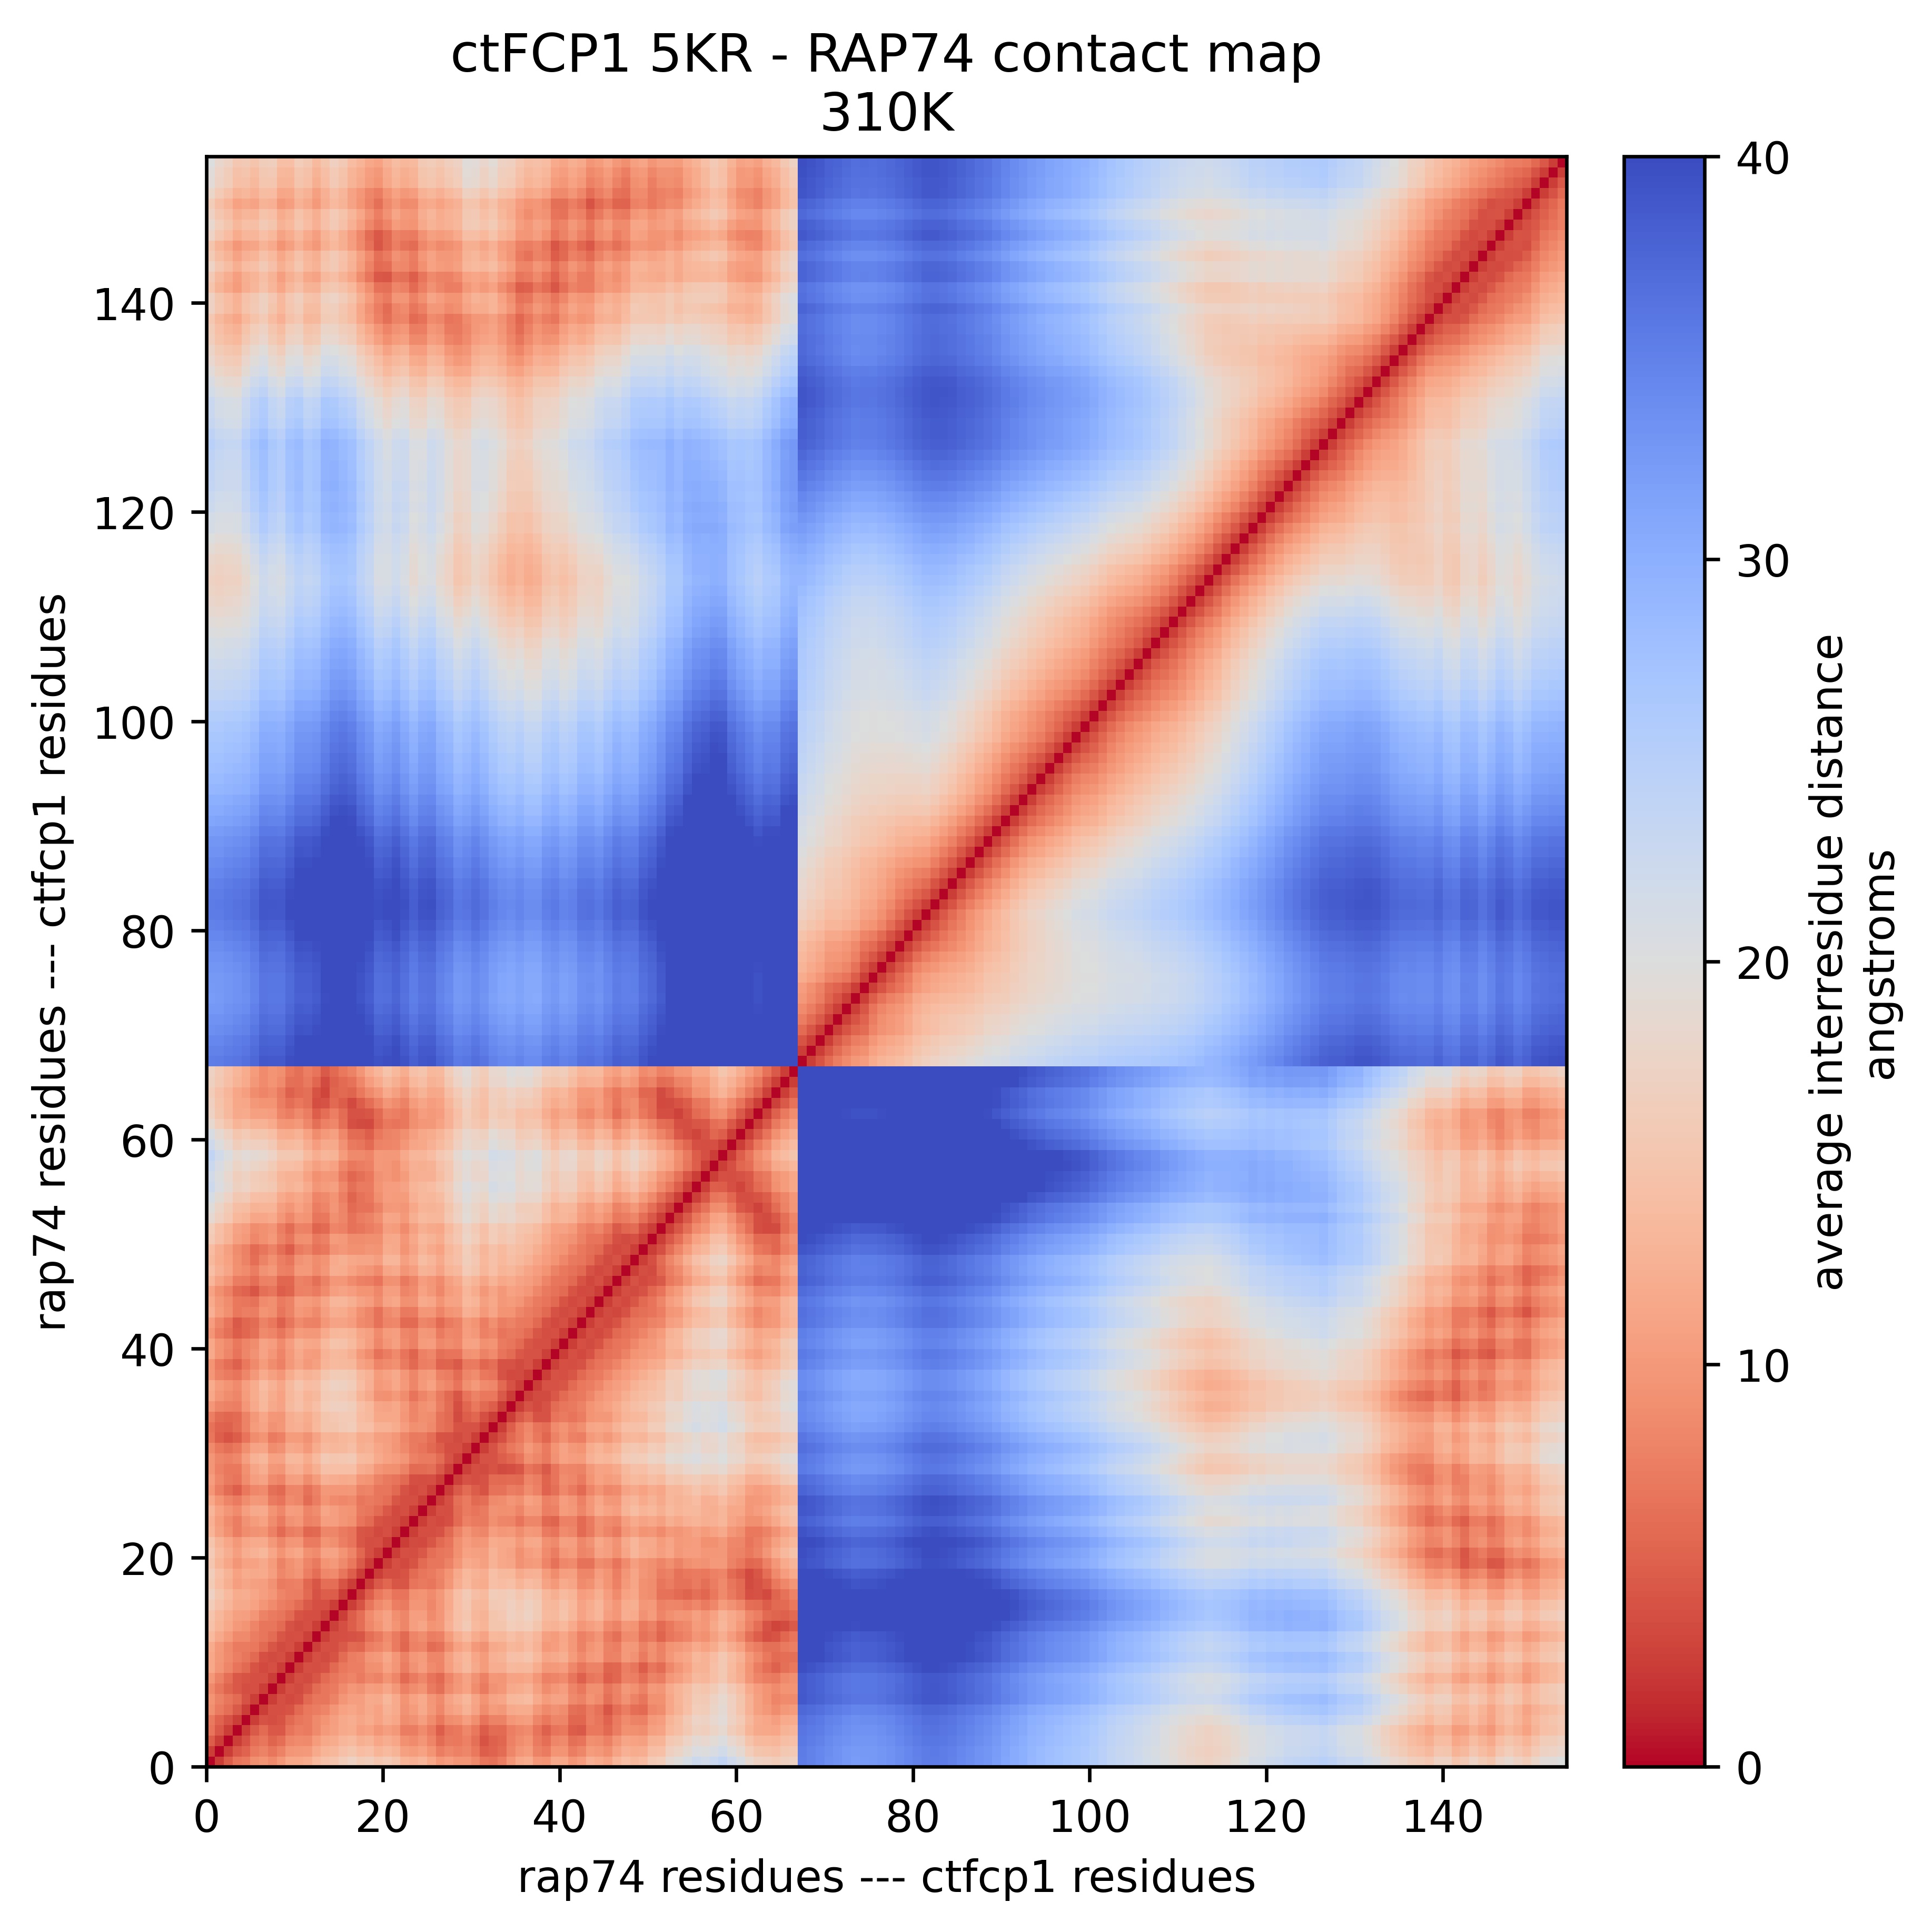 ctFCP1 5KR - RAP74 contact map
310K
rap74 residues --- ctfcp1 residues
140
120
100
80
60
40
20
0
0 20 40 60 80 100 120 140
rap74 residues --- ctfcp1 residues
40
30
20
10
0
average interresidue distance
angstroms